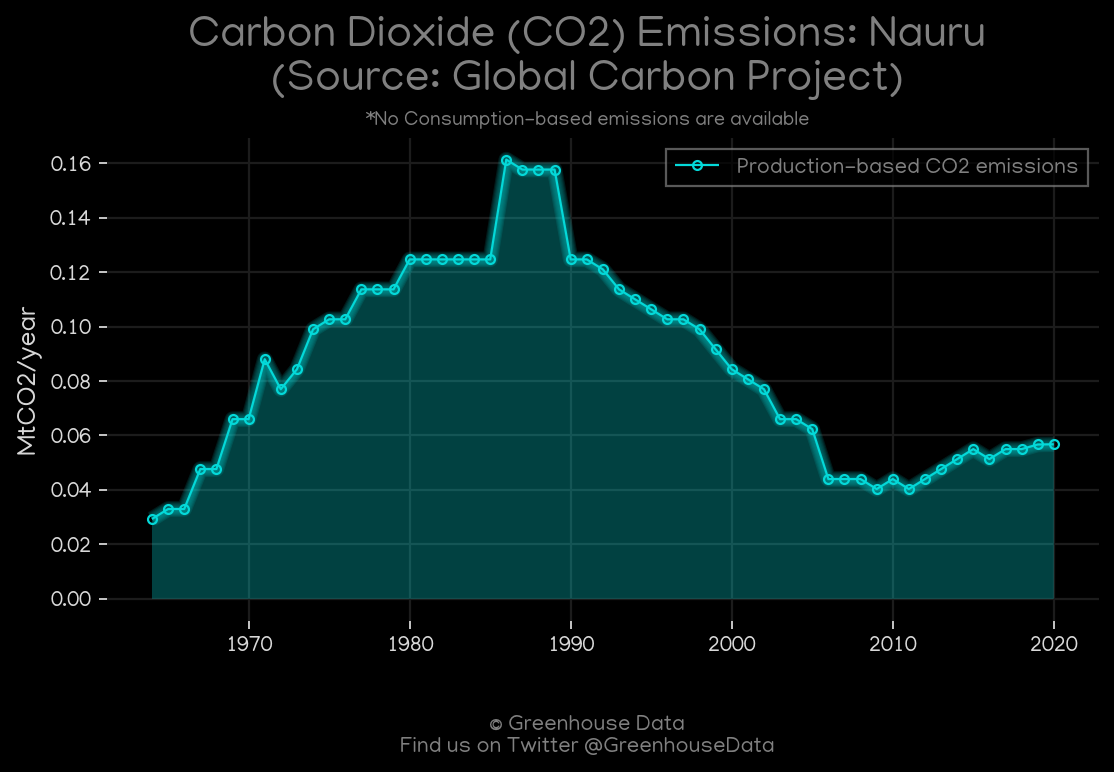 Carbon Dioxide (CO2) Emissions: Nauru
(Source: Global Carbon Project)
*No Consumption-based emissions are available
Production-based CO2 emissions
MtCO2/year
0.16
0.14
0.12
0.10
0.08
0.06
0.04
0.02
0.00
1970 1980 1990 2000 2010 2020
© Greenhouse Data
Find us on Twitter @GreenhouseData